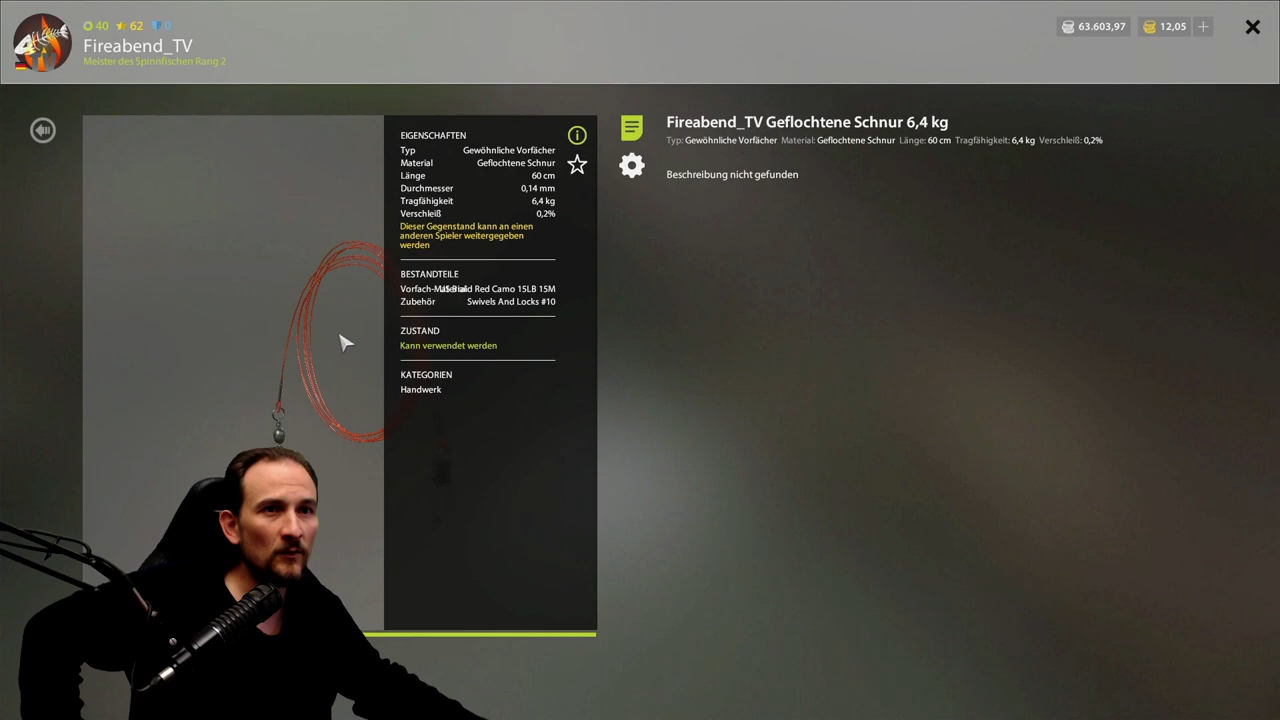 40 62 0
Fireabend_TV
Meister des Spinnfischen Rang 2
63.603,97 12,05
EIGENSCHAFTEN
Typ Gewöhnliche Vorfächer
Material Geflochtene Schnur
Länge 60 cm
Durchmesser 0,14 mm
Tragfähigkeit 6,4 kg
Verschleiß 0,2%
Dieser Gegenstand kann an einen
anderen Spieler weitergegeben
werden
BESTANDTEILE
Vorfach-Material Red Camo 15LB 15M
Zubehör Swivels And Locks #10
ZUSTAND
Kann verwendet werden
KATEGORIEN
Handwerk
Fireabend_TV Geflochtene Schnur 6,4 kg
Typ: Gewöhnliche Vorfächer Material: Geflochtene Schnur Länge: 60 cm Tragfähigkeit: 6,4 kg Verschleiß: 0,2%
Beschreibung nicht gefunden